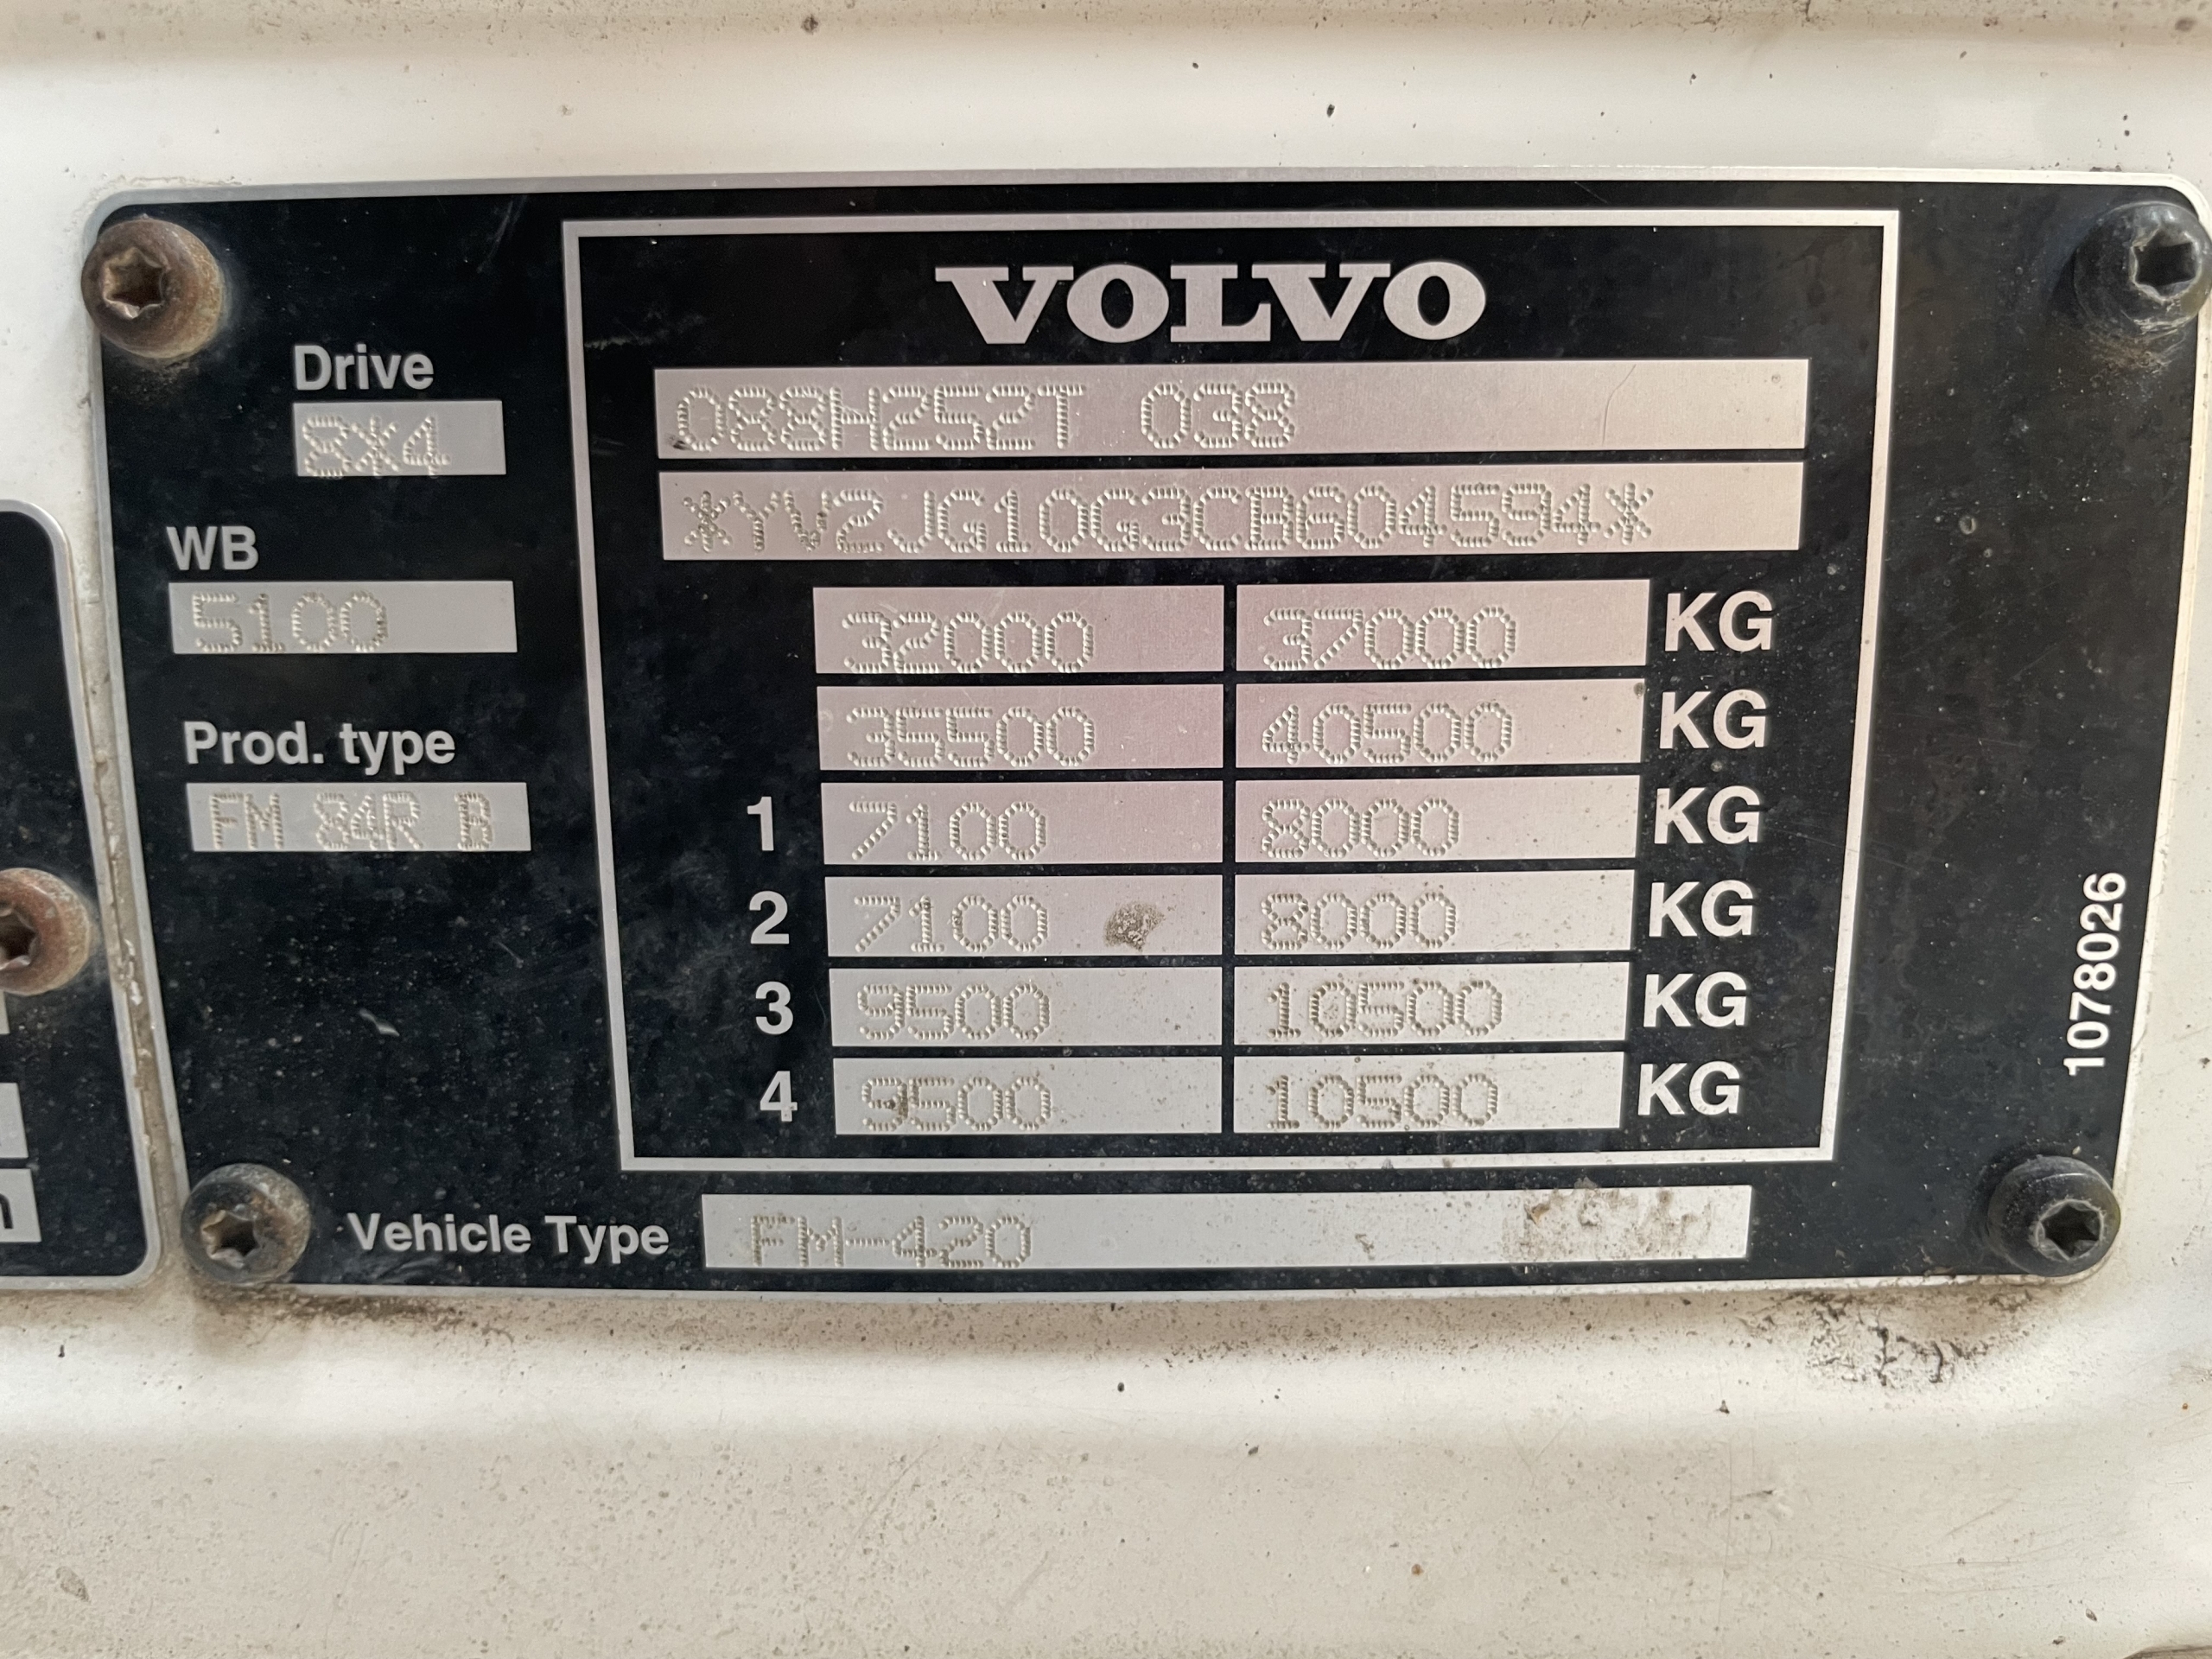 VOLVO
Drive
8X4
088H252T 038
*YV2JG10G3CB604594*
WB
5100
32000 37000 KG
35500 40500 KG
Prod. type
FM 84R B
1 7100 8000 KG
2 7100 8000 KG
3 9500 10500 KG
4 9500 10500 KG
Vehicle Type FM-420
1078026